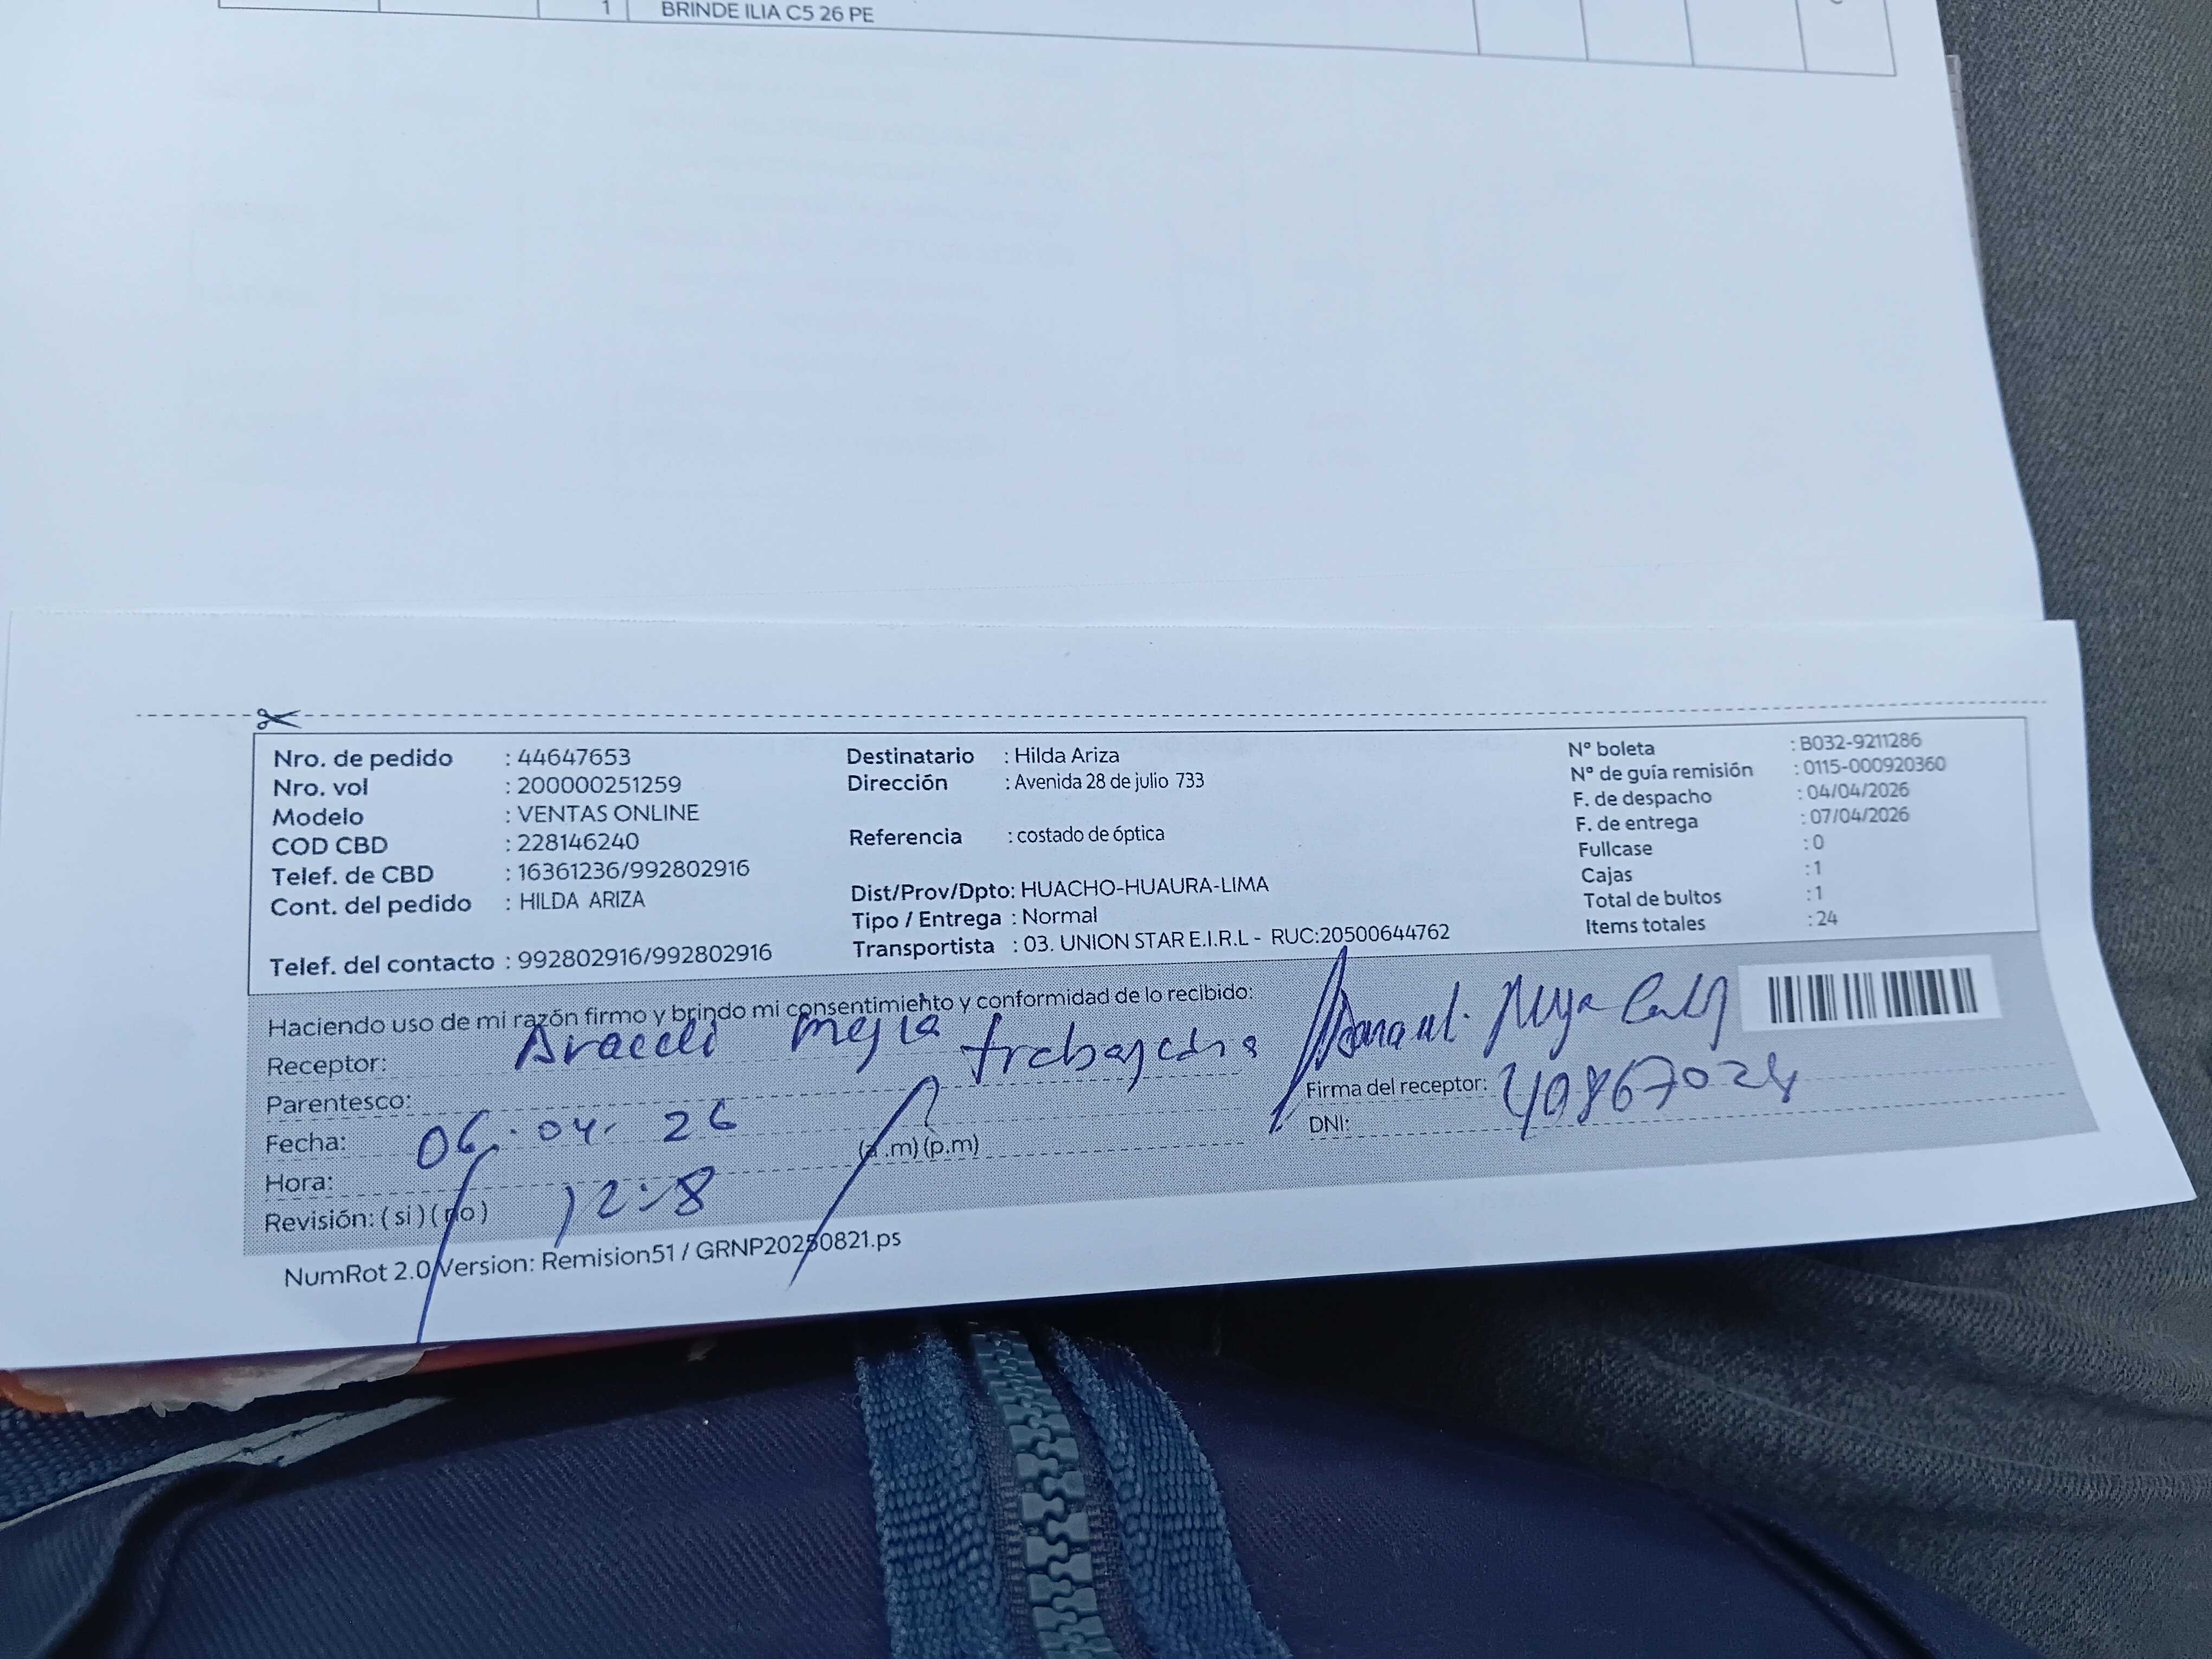 1 BRINDE ILIA C5 26 PE
Nro. de pedido : 44647653
Nro. vol : 200000251259
Modelo : VENTAS ONLINE
COD CBD : 228146240
Telef. de CBD : 16361236/992802916
Cont. del pedido : HILDA ARIZA
Telef. del contacto : 992802916/992802916
Destinatario : Hilda Ariza
Dirección : Avenida 28 de julio 733
Referencia : costado de óptica
Dist/Prov/Dpto: HUACHO-HUAURA-LIMA
Tipo / Entrega : Normal
Transportista : 03. UNION STAR E.I.R.L - RUC:20500644762
N° boleta : B032-9211286
N° de guía remisión : 0115-000920360
F. de despacho : 04/04/2026
F. de entrega : 07/04/2026
Fullcase : 0
Cajas : 1
Total de bultos : 1
Items totales : 24
Haciendo uso de mi razón firmo y brindo mi consentimiento y conformidad de lo recibido:
Receptor: Araceli mejia
Parentesco:
Fecha: 06. 04. 26
Hora: 12:8
(a.m) (p.m)
Revisión: ( si ) ( no )
Firma del receptor:
DNI: 40867024
NumRot 2.0 Version: Remision51 / GRNP20250821.ps